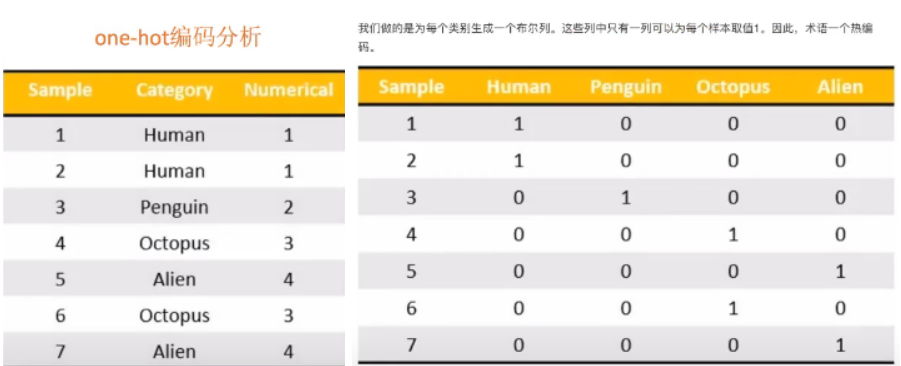 one-hot编码分析
Sample Category Numerical
1 Human 1
2 Human 1
3 Penguin 2
4 Octopus 3
5 Alien 4
6 Octopus 3
7 Alien 4
我们做的是为每个类别生成一个布尔列。这些列中只有一列可以为每个样本取值1。因此，术语一个热编
码。
Sample Human Penguin Octopus Alien
1 1 0 0 0
2 1 0 0 0
3 0 1 0 0
4 0 0 1 0
5 0 0 0 1
6 0 0 1 0
7 0 0 0 1